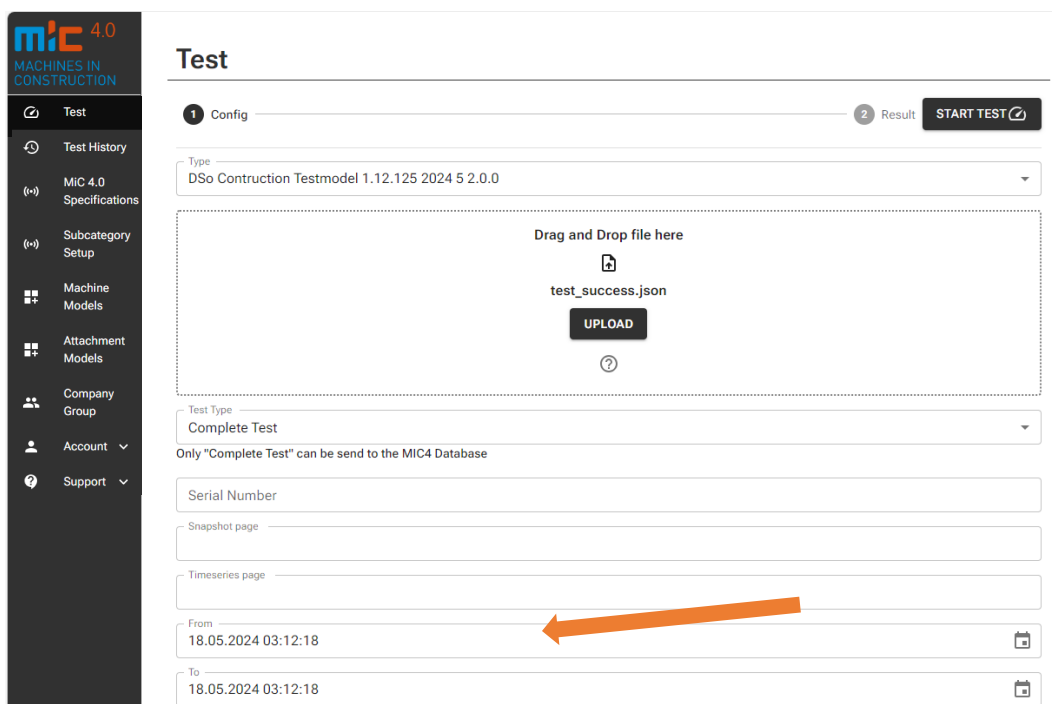 mic 4.0
MACHINES IN
CONSTRUCTION
Test
Test History
MiC 4.0
Specifications
Subcategory
Setup
Machine
Models
Attachment
Models
Company
Group
Account
Support
Test
1 Config
2 Result
START TEST
Type
DSo Contruction Testmodel 1.12.125 2024 5 2.0.0
Drag and Drop file here
test_success.json
UPLOAD
?
Test Type
Complete Test
Only "Complete Test" can be send to the MIC4 Database
Serial Number
Snapshot page
Timeseries page
From
18.05.2024 03:12:18
To
18.05.2024 03:12:18